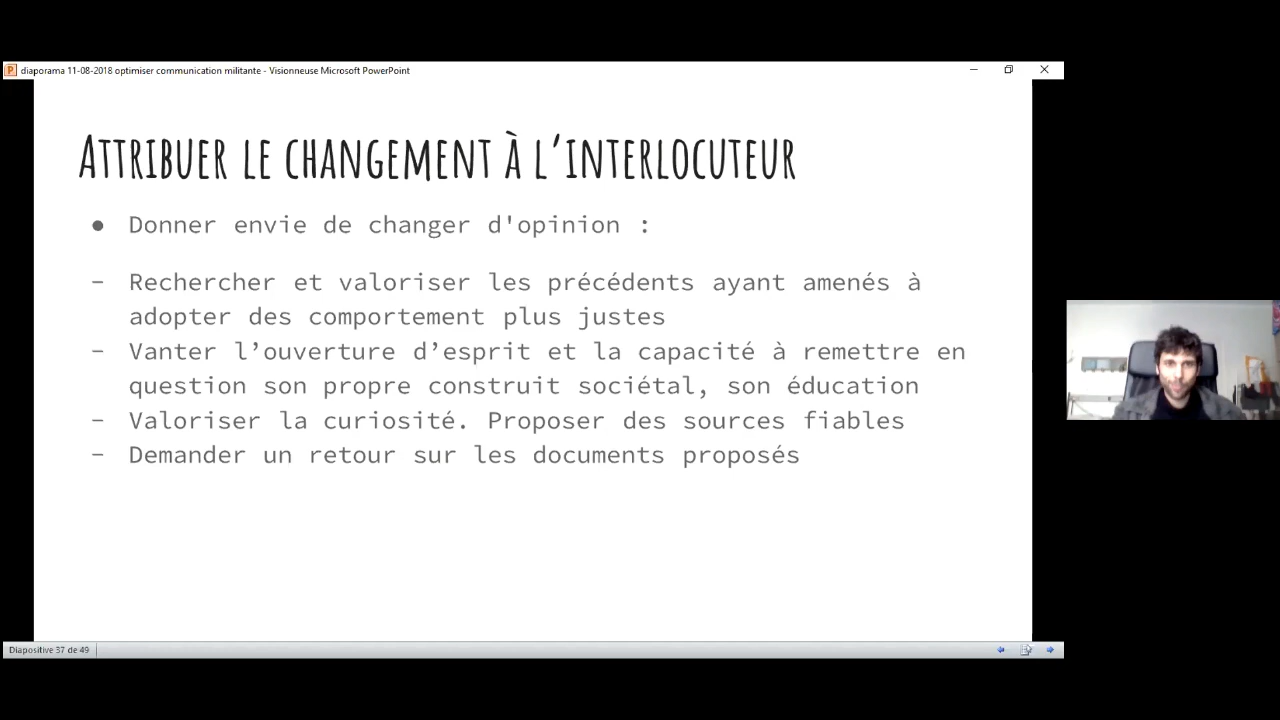 diaporama 11-08-2018 optimiser communication militante - Visionneuse Microsoft PowerPoint
ATTRIBUER LE CHANGEMENT À L’INTERLOCUTEUR
● Donner envie de changer d'opinion :
– Rechercher et valoriser les précédents ayant amenés à
adopter des comportement plus justes
– Vanter l’ouverture d’esprit et la capacité à remettre en
question son propre construit sociétal, son éducation
– Valoriser la curiosité. Proposer des sources fiables
– Demander un retour sur les documents proposés
Diapositive 37 de 49